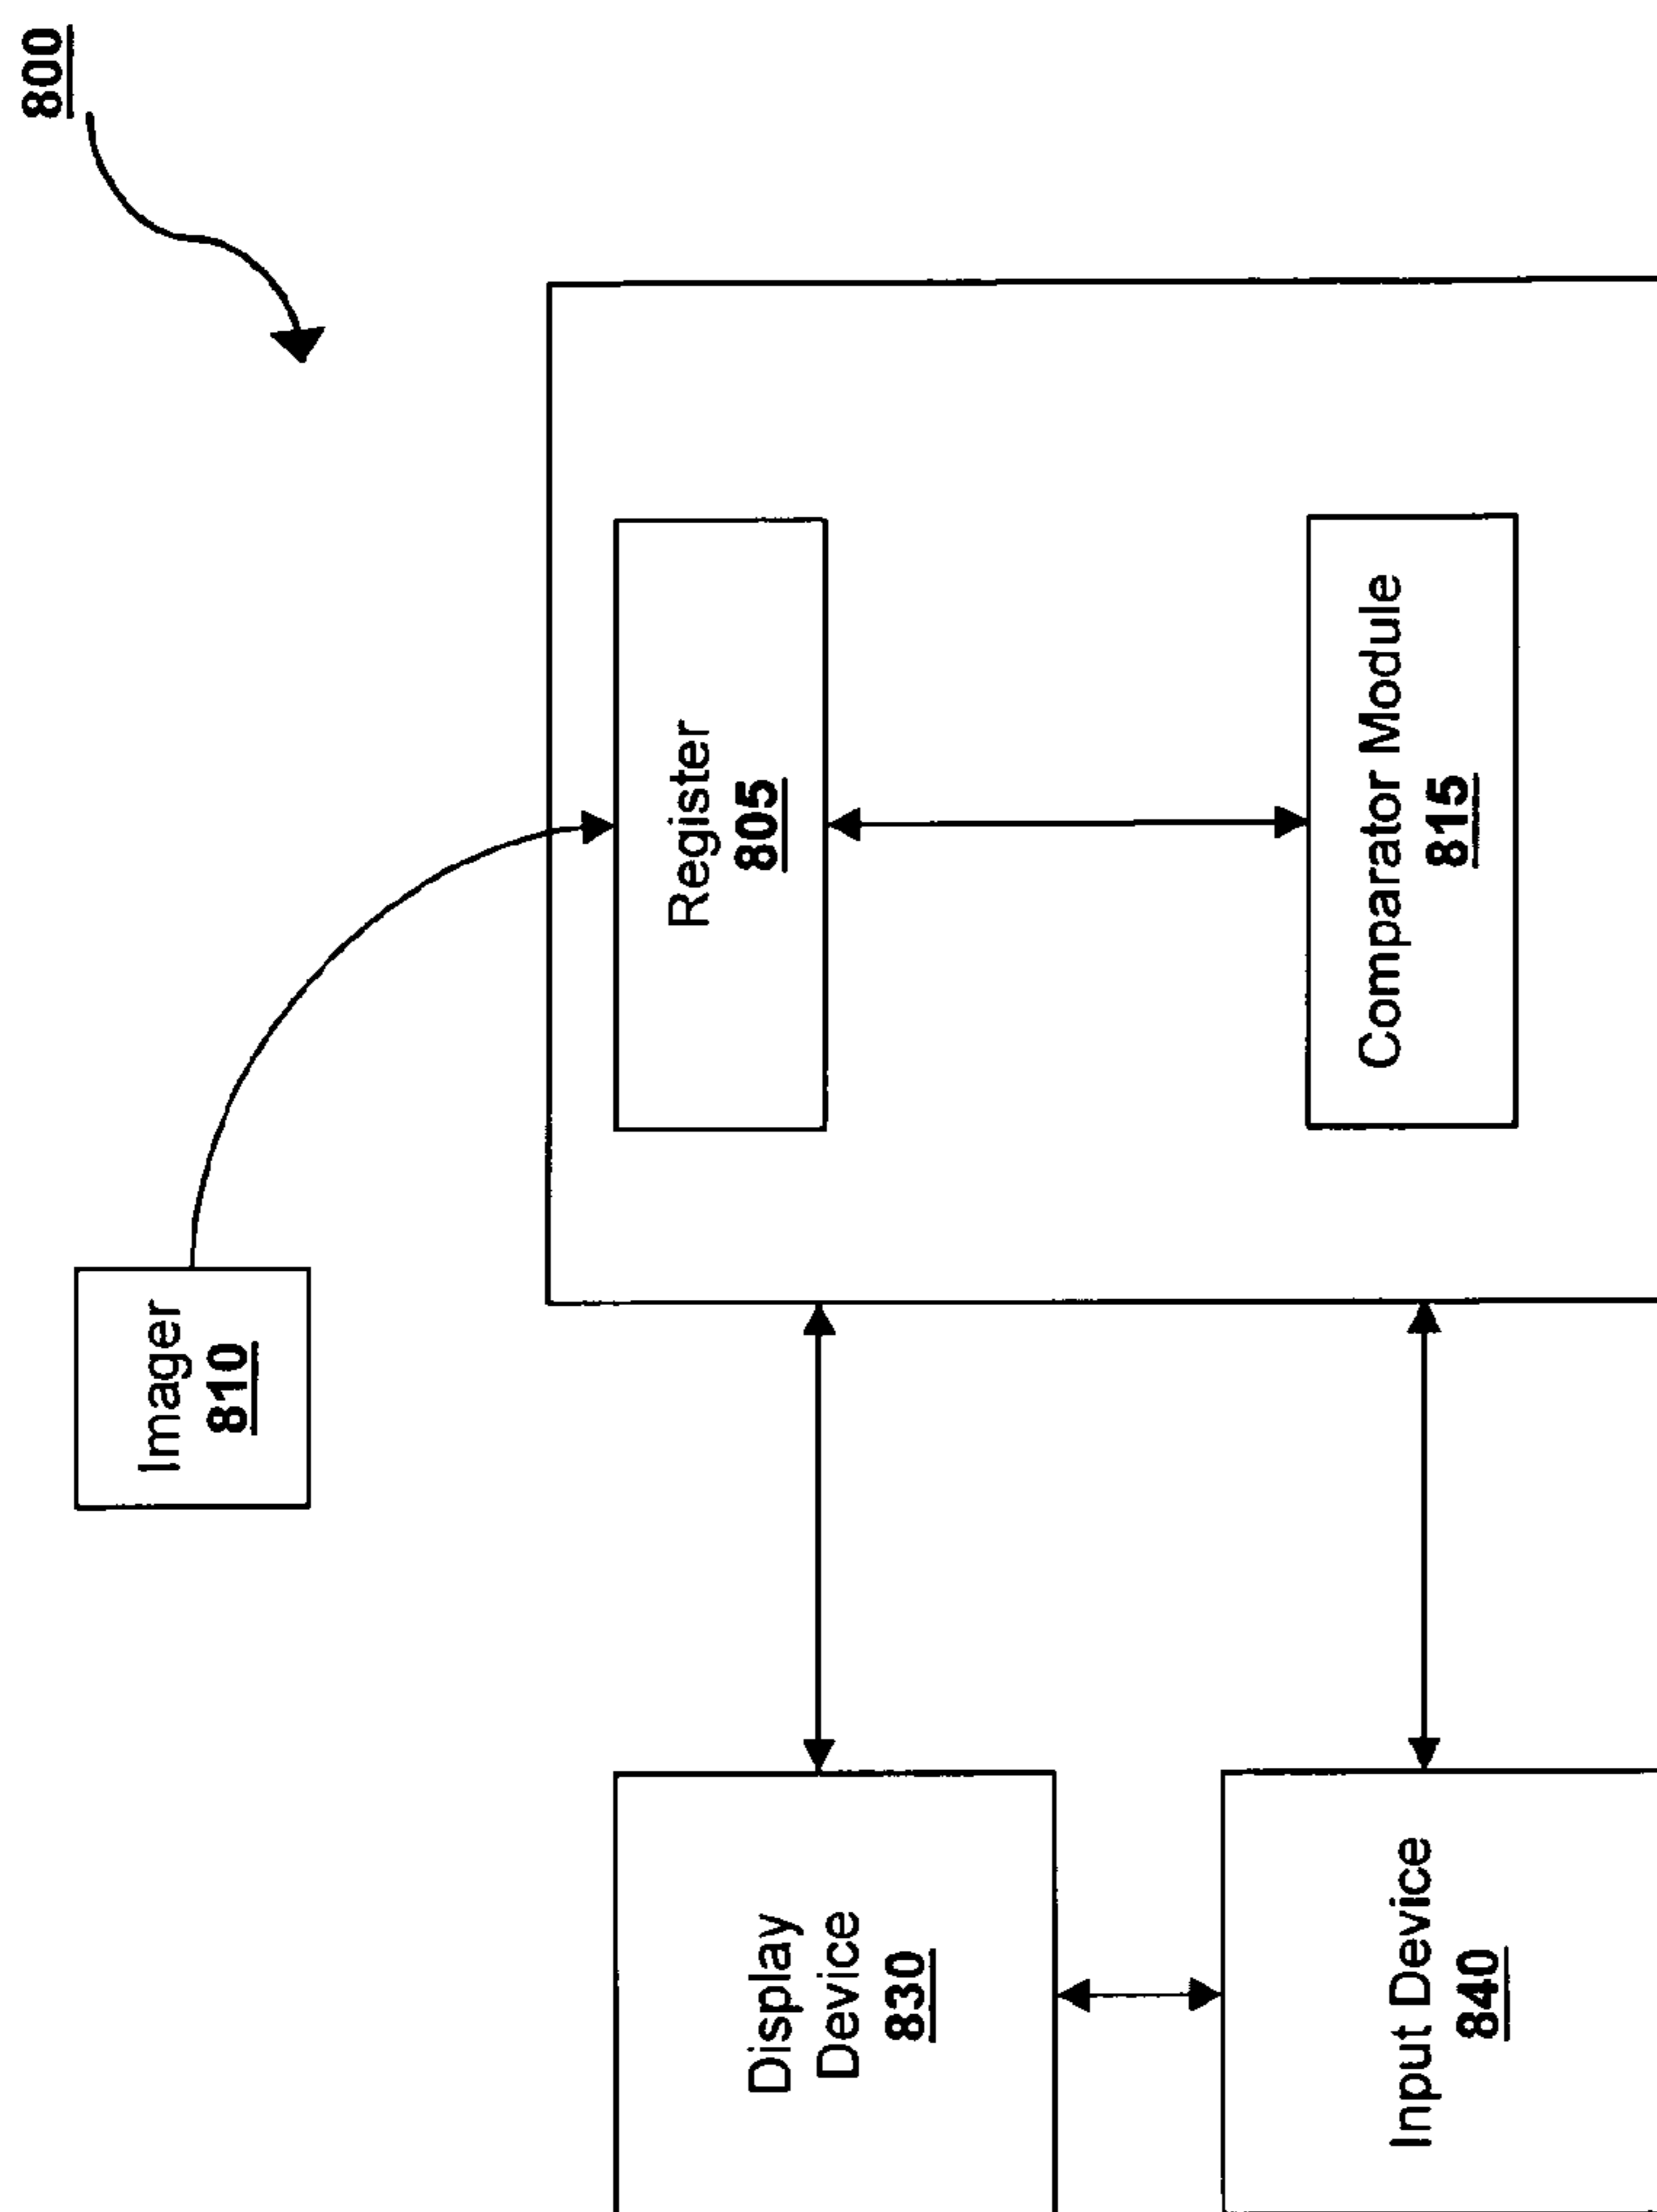 800
Imager
810
Register
805
Comparator Module
815
Display
Device
830
Input Device
840